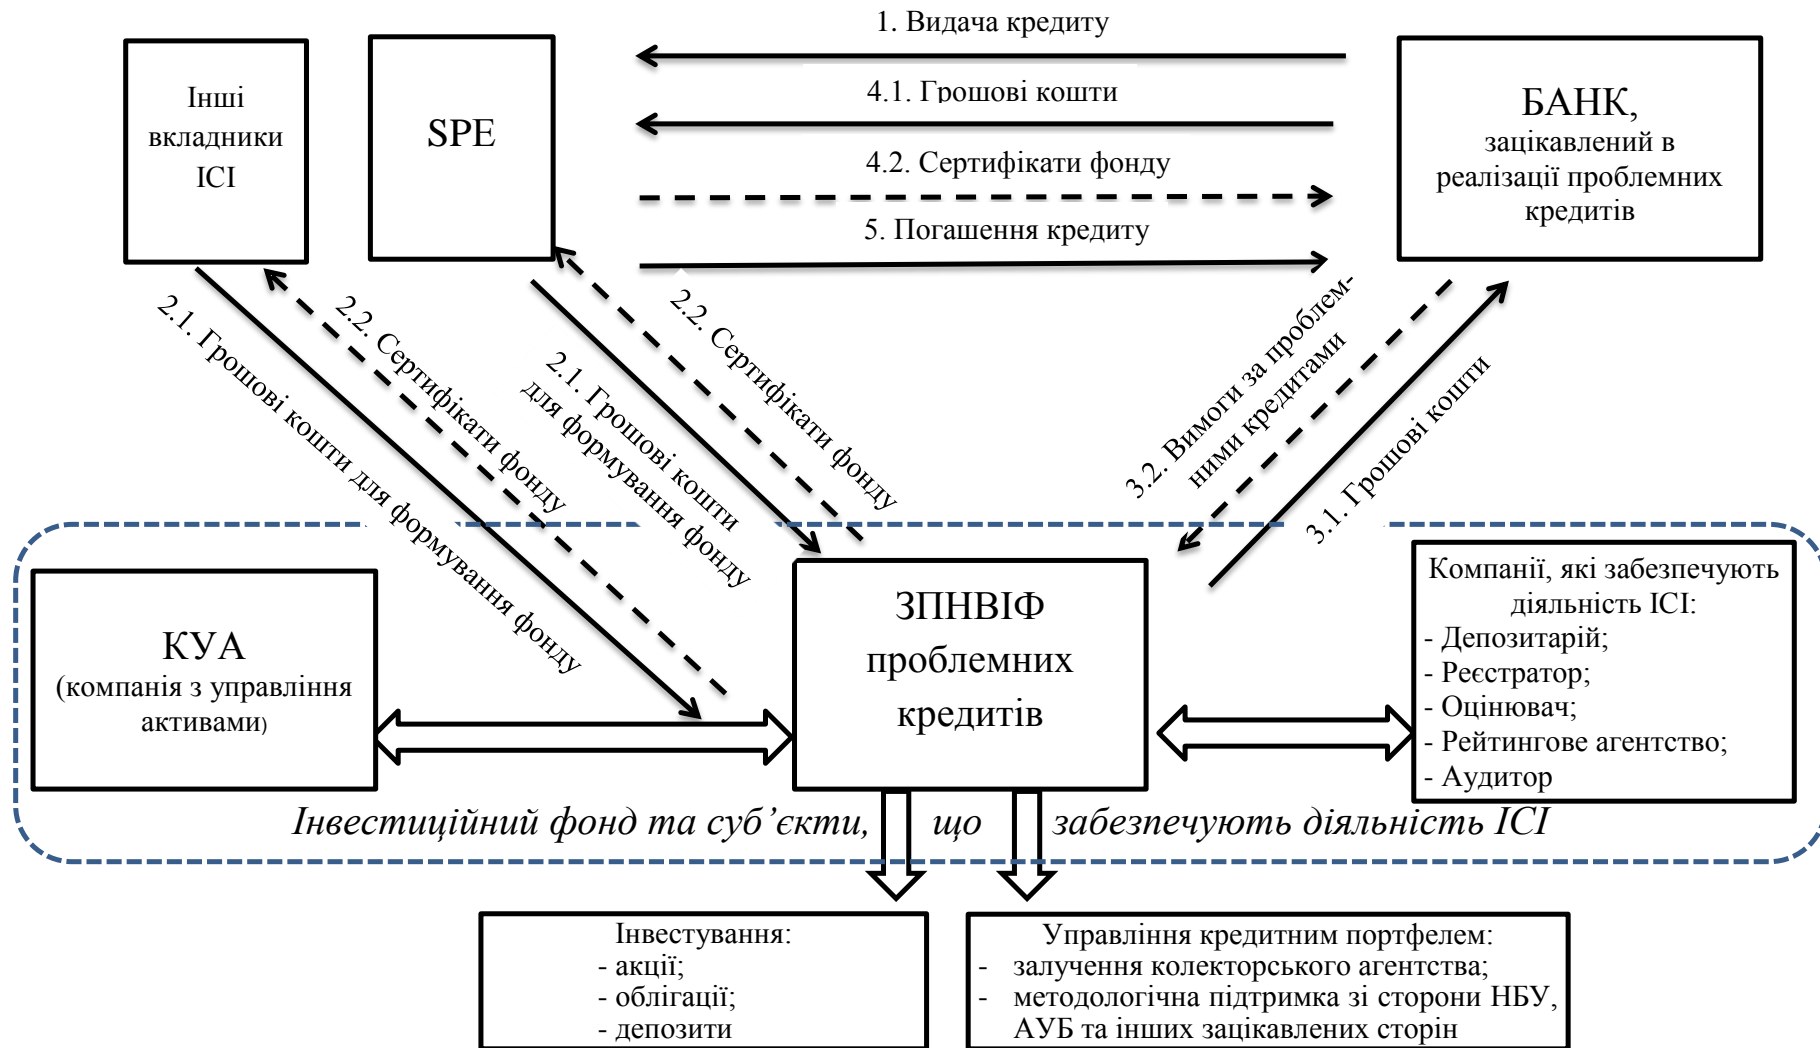 1. Видача кредиту
4.1. Грошові кошти
4.2. Сертифікати фонду
5. Погашення кредиту
Інші
вкладники
ІСІ
SPE
БАНК,
зацікавлений в
реалізації проблемних
кредитів
2.1. Грошові кошти для формування фонду
2.2. Сертифікати фонду
2.1. Грошові кошти
для формування фонду
2.2. Сертифікати фонду
3.2. Вимоги за проблем-
ними кредитами
3.1. Грошові кошти
КУА
(компанія з управління
активами)
ЗПНВІФ
проблемних
кредитів
Компанії, які забезпечують
діяльність ІСІ:
- Депозитарій;
- Реєстратор;
- Оцінювач;
- Рейтингове агентство;
- Аудитор
Інвестиційний фонд та суб’єкти, що забезпечують діяльність ІСІ
Інвестування:
- акції;
- облігації;
- депозити
Управління кредитним портфелем:
- залучення колекторського агентства;
- методологічна підтримка зі сторони НБУ,
АУБ та інших зацікавлених сторін